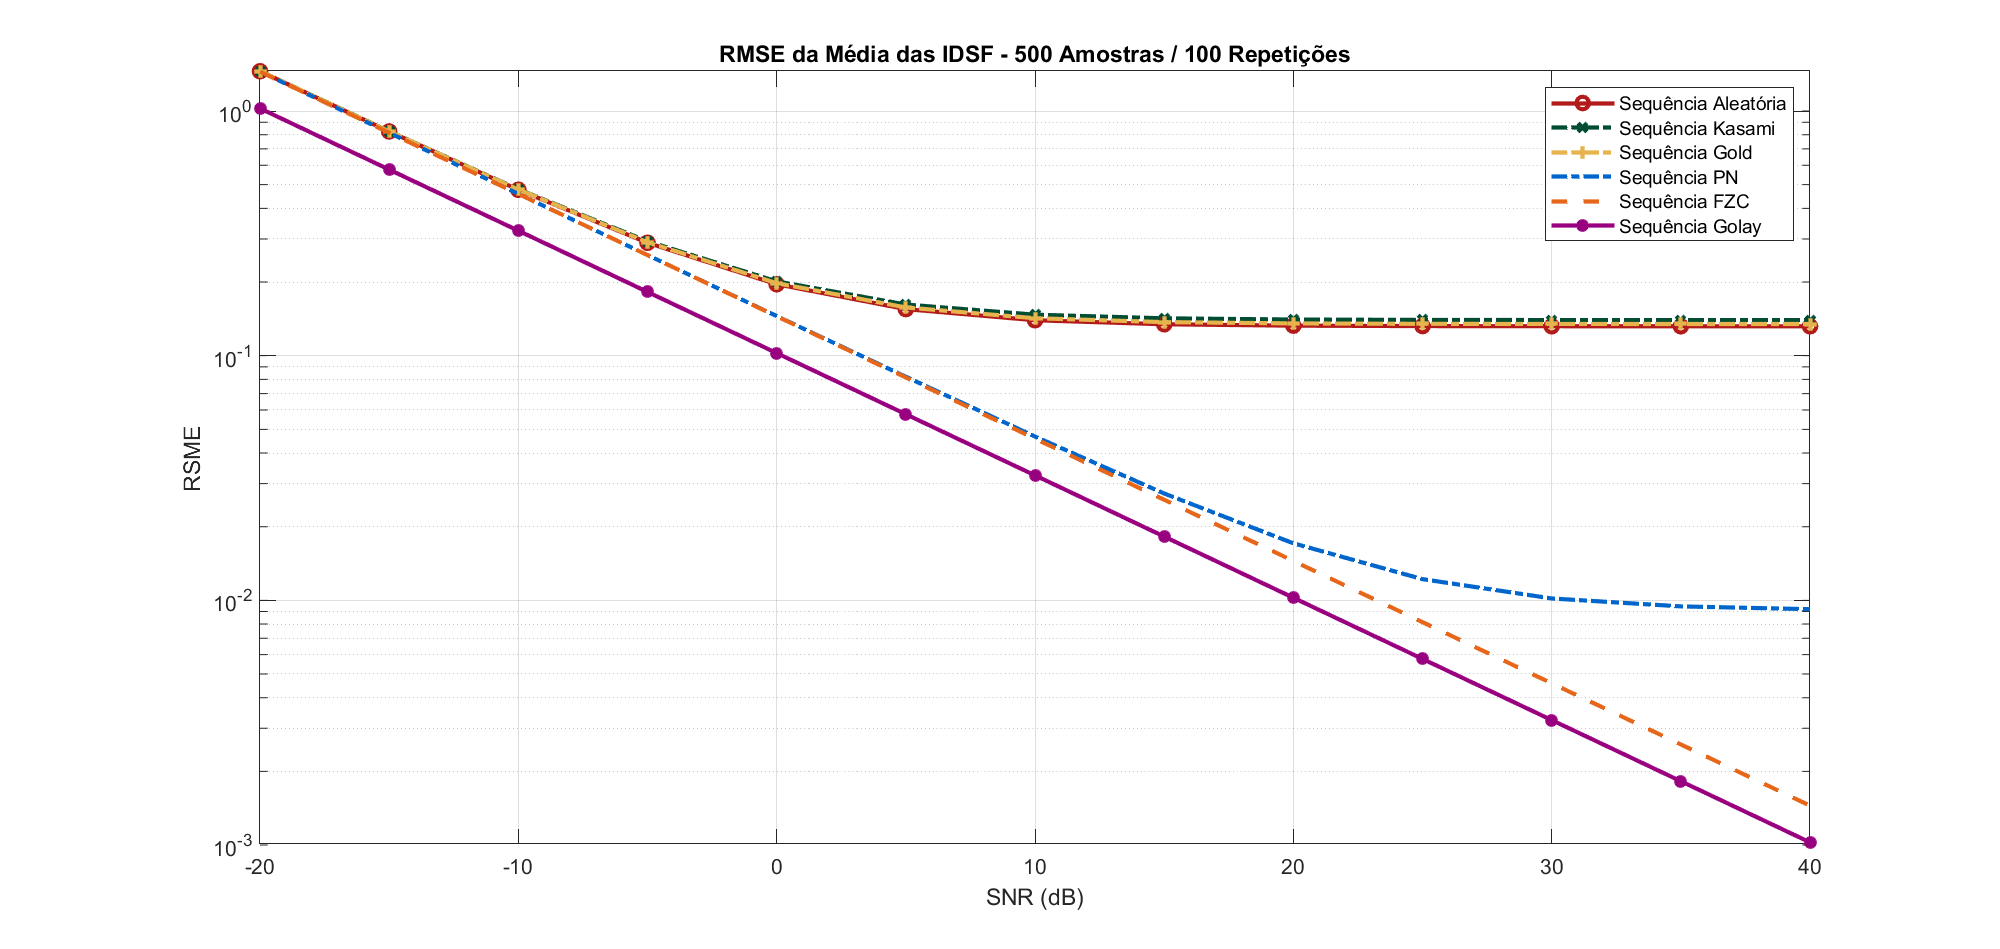 RMSE da Média das IDSF - 500 Amostras / 100 Repetições
Sequência Aleatória
Sequência Kasami
Sequência Gold
Sequência PN
Sequência FZC
Sequência Golay
10^0
10^-1
10^-2
10^-3
RSME
-20 -10 0 10 20 30 40
SNR (dB)